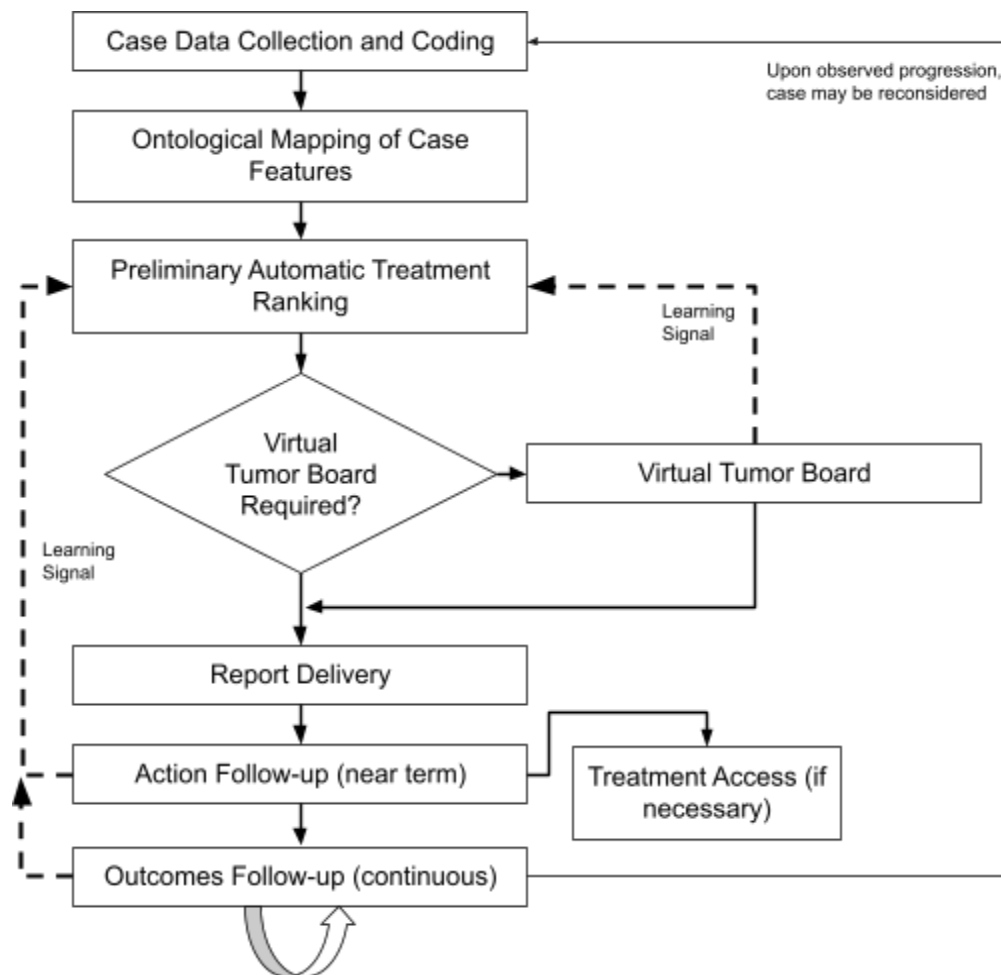 Case Data Collection and Coding
Upon observed progression,
case may be reconsidered
Ontological Mapping of Case
Features
Preliminary Automatic Treatment
Ranking
Learning
Signal
Virtual
Tumor Board
Required?
Virtual Tumor Board
Learning
Signal
Report Delivery
Action Follow-up (near term)
Treatment Access (if
necessary)
Outcomes Follow-up (continuous)